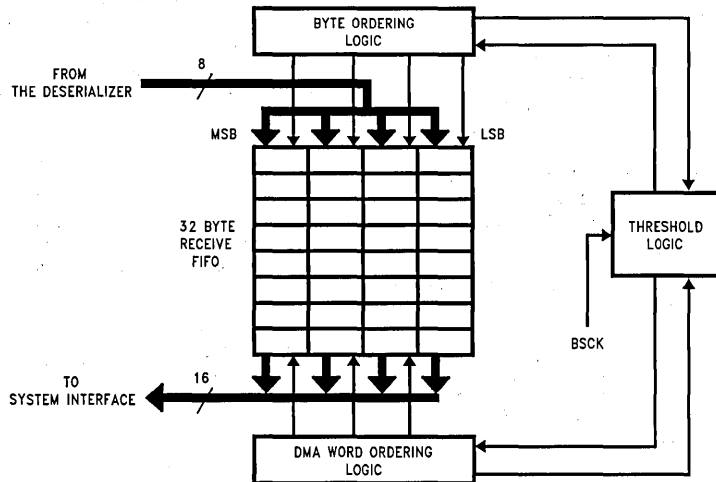 BYTE ORDERING
LOGIC
8
FROM
THE DESERIALIZER
MSB
LSB
32 BYTE
RECEIVE
FIFO
THRESHOLD
LOGIC
BSCK
16
TO
SYSTEM INTERFACE
DMA WORD ORDERING
LOGIC